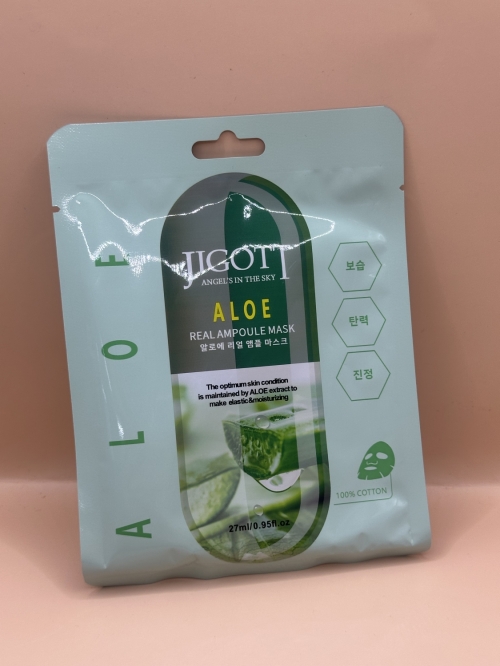 ALOE
JIGOTT
ANGEL'S IN THE SKY
ALOE
REAL AMPOULE MASK
알로에 리얼 앰플 마스크
The optimum skin condition
is maintained by ALOE extract to
make elastic&moisturizing
27ml/0.95fl.oz
보습
탄력
진정
100% COTTON